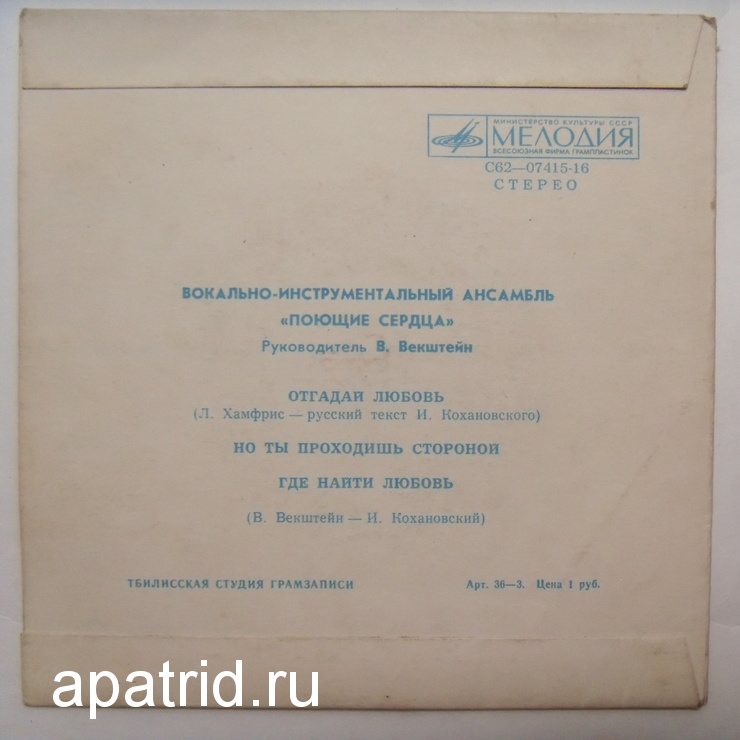 МИНИСТЕРСТВО КУЛЬТУРЫ СССР
МЕЛОДИЯ
ВСЕСОЮЗНАЯ ФИРМА ГРАМПЛАСТИНОК
С62—07415-16
СТЕРЕО
ВОКАЛЬНО-ИНСТРУМЕНТАЛЬНЫЙ АНСАМБЛЬ
«ПОЮЩИЕ СЕРДЦА»
Руководитель В. Векштейн
ОТГАДАЙ ЛЮБОВЬ
(Л. Хамфрис — русский текст И. Кохановского)
НО ТЫ ПРОХОДИШЬ СТОРОНОЙ
ГДЕ НАЙТИ ЛЮБОВЬ
(В. Векштейн — И. Кохановский)
ТБИЛИССКАЯ СТУДИЯ ГРАМЗАПИСИ Арт. 36—3. Цена 1 руб.
apatrid.ru